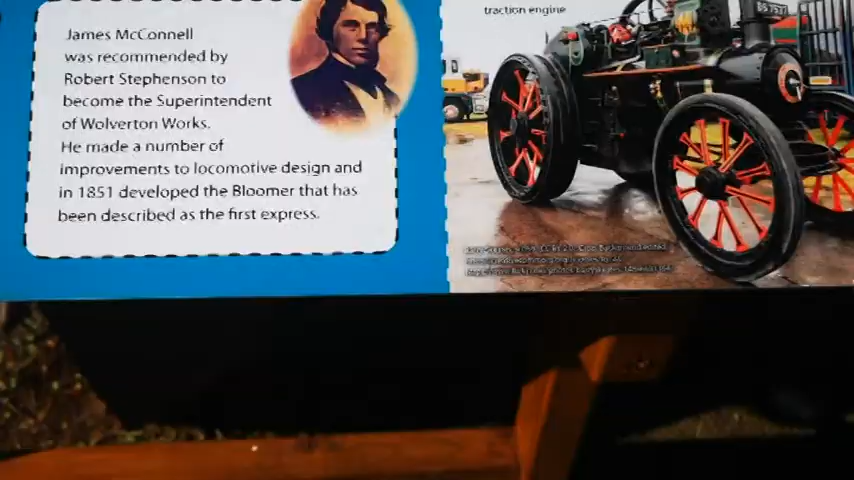 James McConnell
was recommended by
Robert Stephenson to
become the Superintendent
of Wolverton Works.
He made a number of
improvements to locomotive design and
in 1851 developed the Bloomer that has
been described as the first express.
traction engine